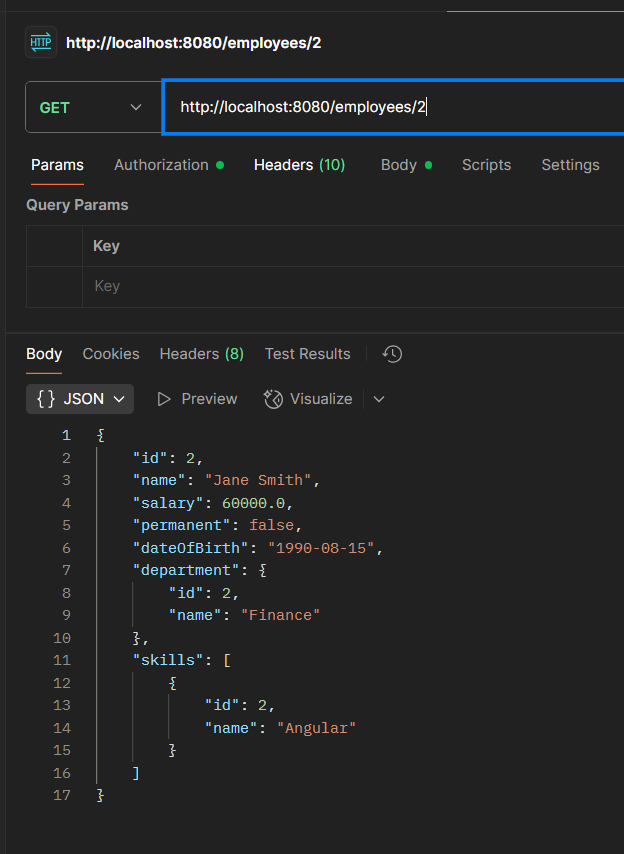 HTTP http://localhost:8080/employees/2
GET http://localhost:8080/employees/2
Params Authorization Headers (10) Body Scripts Settings
Query Params
Key
Key
Body Cookies Headers (8) Test Results
{} JSON Preview Visualize
1 {
2 "id": 2,
3 "name": "Jane Smith",
4 "salary": 60000.0,
5 "permanent": false,
6 "dateOfBirth": "1990-08-15",
7 "department": {
8 "id": 2,
9 "name": "Finance"
10 },
11 "skills": [
12 {
13 "id": 2,
14 "name": "Angular"
15 }
16 ]
17 }